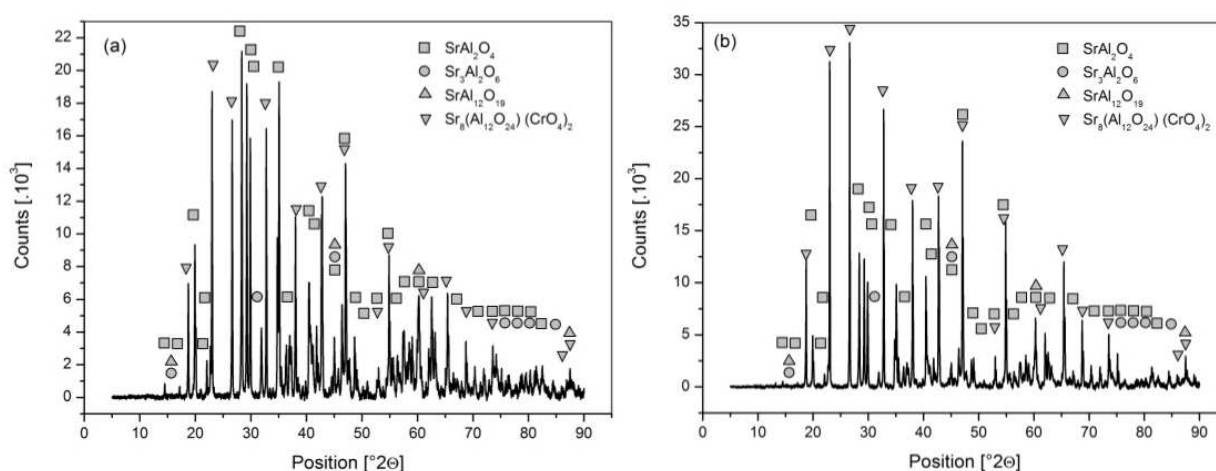 (a)
SrAl₂O₄
Sr₃Al₂O₆
SrAl₁₂O₁₉
Sr₈(Al₁₂O₂₄) (CrO₄)₂
Counts [.10³]
22
20
18
16
14
12
10
8
6
4
2
0
0 10 20 30 40 50 60 70 80 90
Position [°2Θ]
(b)
SrAl₂O₄
Sr₃Al₂O₆
SrAl₁₂O₁₉
Sr₈(Al₁₂O₂₄) (CrO₄)₂
Counts [.10³]
35
30
25
20
15
10
5
0
0 10 20 30 40 50 60 70 80 90
Position [°2Θ]